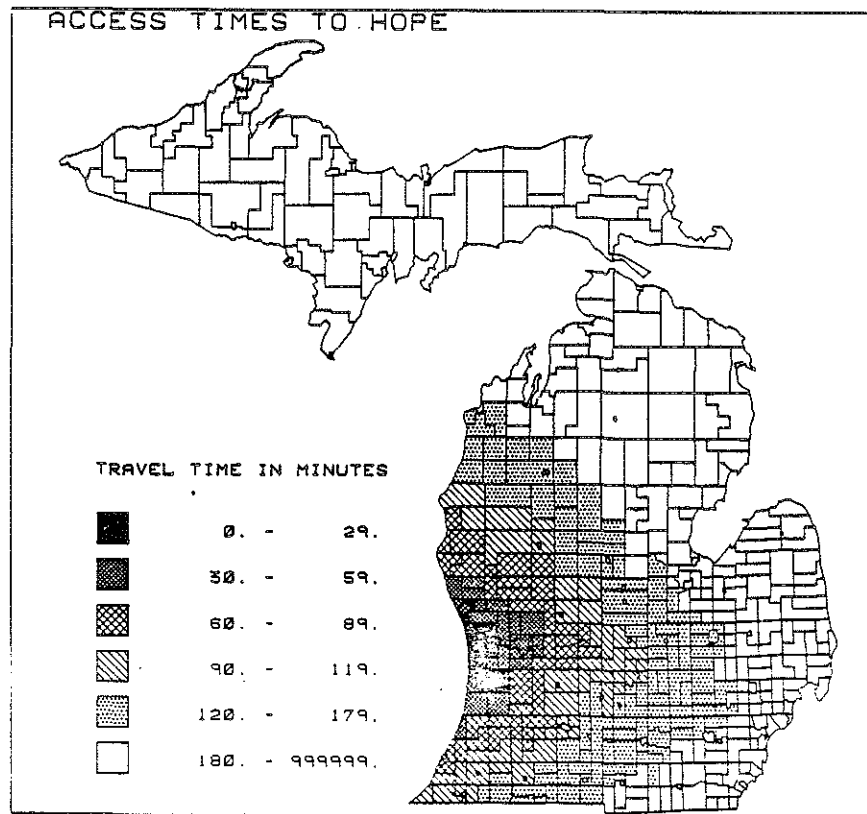 ACCESS TIMES TO HOPE
TRAVEL TIME IN MINUTES
0. - 29.
30. - 59.
60. - 89.
90. - 119.
120. - 179.
180. - 999999.